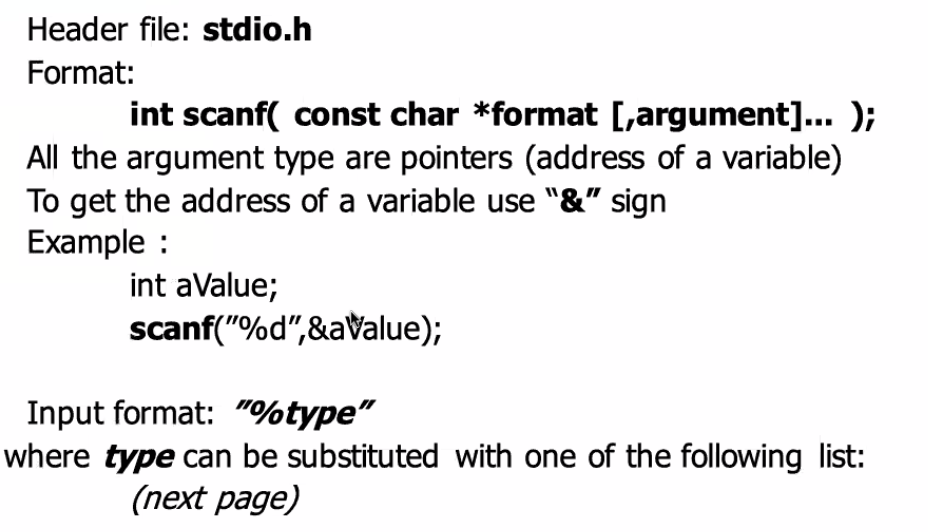 Header file: stdio.h
Format:
int scanf( const char *format [,argument]... );
All the argument type are pointers (address of a variable)
To get the address of a variable use “&” sign
Example :
int aValue;
scanf(”%d”,&aValue);
Input format: ”%type”
where type can be substituted with one of the following list:
(next page)